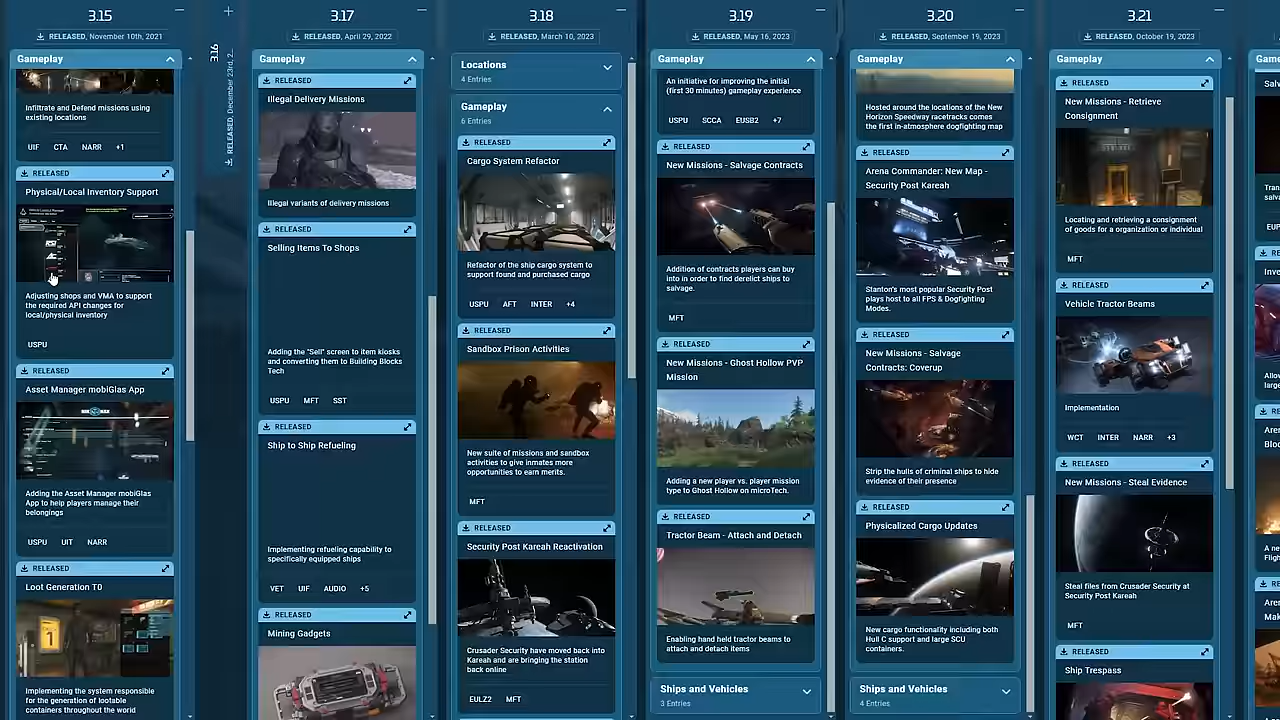 3.15
RELEASED, November 10th, 2021
Gameplay
Infiltrate and Defend missions using
existing locations
UIF CTA NARR +1
RELEASED
Physical/Local Inventory Support
Adjusting shops and VMA to support
the required API changes for
local/physical inventory
USPU
RELEASED
Asset Manager mobiGlas App
Adding the Asset Manager mobiGlas
App to help players manage their
belongings
USPU UIT NARR
RELEASED
Loot Generation T0
Implementing the system responsible
for the generation of lootable
containers throughout the world
3.16
RELEASED, December 23rd, 2...
3.17
RELEASED, April 29, 2022
Gameplay
RELEASED
Illegal Delivery Missions
Illegal variants of delivery missions
RELEASED
Selling Items To Shops
Adding the "Sell" screen to item kiosks
and converting them to Building Blocks
Tech
USPU MFT SST
RELEASED
Ship to Ship Refueling
Implementing refueling capability to
specifically equipped ships
VET UIF AUDIO +5
RELEASED
Mining Gadgets
3.18
RELEASED, March 10, 2023
Locations
4 Entries
Gameplay
6 Entries
RELEASED
Cargo System Refactor
Refactor of the ship cargo system to
support found and purchased cargo
USPU AFT INTER +4
RELEASED
Sandbox Prison Activities
New suite of missions and sandbox
activities to give inmates more
opportunities to earn merits.
MFT
RELEASED
Security Post Kareah Reactivation
Crusader Security have moved back into
Kareah and are bringing the station
back online
EULZ2 MFT
3.19
RELEASED, May 16, 2023
Gameplay
An initiative for improving the initial
(first 30 minutes) gameplay experience
USPU SCCA EUSB2 +7
RELEASED
New Missions - Salvage Contracts
Addition of contracts players can buy
into in order to find derelict ships to
salvage.
MFT
RELEASED
New Missions - Ghost Hollow PVP
Mission
Adding a new player vs. player mission
type to Ghost Hollow on microTech.
RELEASED
Tractor Beam - Attach and Detach
Enabling hand held tractor beams to
attach and detach items
Ships and Vehicles
3 Entries
3.20
RELEASED, September 19, 2023
Gameplay
Hosted around the locations of the New
Horizon Speedway racetracks comes
the first in-atmosphere dogfighting map
RELEASED
Arena Commander: New Map -
Security Post Kareah
Stanton's most popular Security Post
plays host to all FPS & Dogfighting
Modes.
RELEASED
New Missions - Salvage
Contracts: Coverup
Strip the hulls of criminal ships to hide
evidence of their presence
RELEASED
Physicalized Cargo Updates
New cargo functionality including both
Hull C support and large SCU
containers.
Ships and Vehicles
4 Entries
3.21
RELEASED, October 19, 2023
Gameplay
RELEASED
New Missions - Retrieve
Consignment
Locating and retrieving a consignment
of goods for a organization or individual
MFT
RELEASED
Vehicle Tractor Beams
Implementation
WCT INTER NARR +3
RELEASED
New Missions - Steal Evidence
Steal files from Crusader Security at
Security Post Kareah
MFT
RELEASED
Ship Trespass